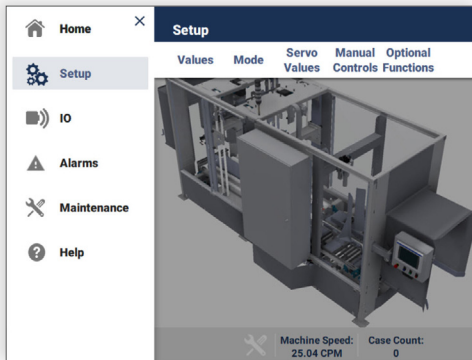 Home
Setup
IO
Alarms
Maintenance
Help
Setup
Values
Mode
Servo
Values
Manual
Controls
Optional
Functions
Machine Speed:
25.04 CPM
Case Count:
0